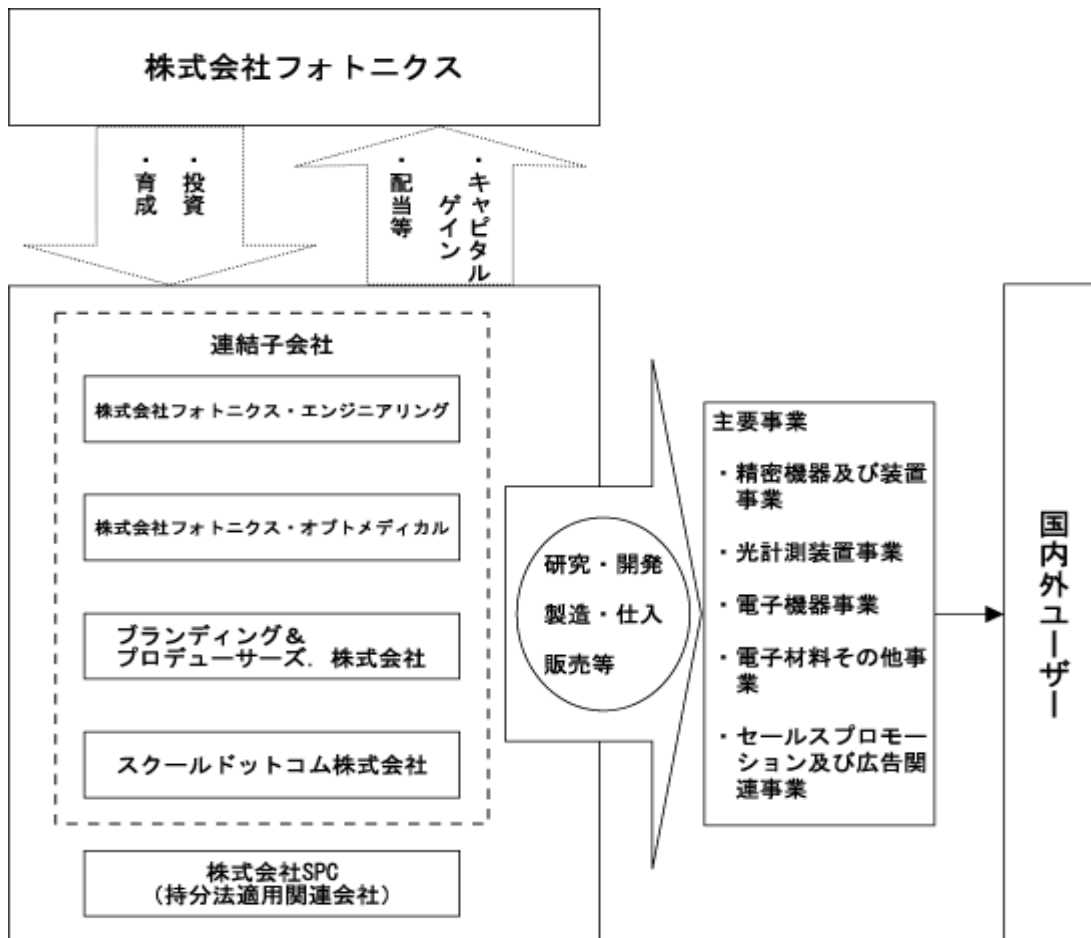 株式会社フォトニクス
・投資
・育成
・キャピタル
ゲイン
・配当等
連結子会社
株式会社フォトニクス・エンジニアリング
株式会社フォトニクス・オプトメディカル
ブランディング＆
プロデューサーズ．株式会社
スクールドットコム株式会社
株式会社SPC
（持分法適用関連会社）
研究・開発
製造・仕入
販売等
主要事業
・精密機器及び装置
事業
・光計測装置事業
・電子機器事業
・電子材料その他事
業
・セールスプロモー
ション及び広告関
連事業
国内外ユーザー